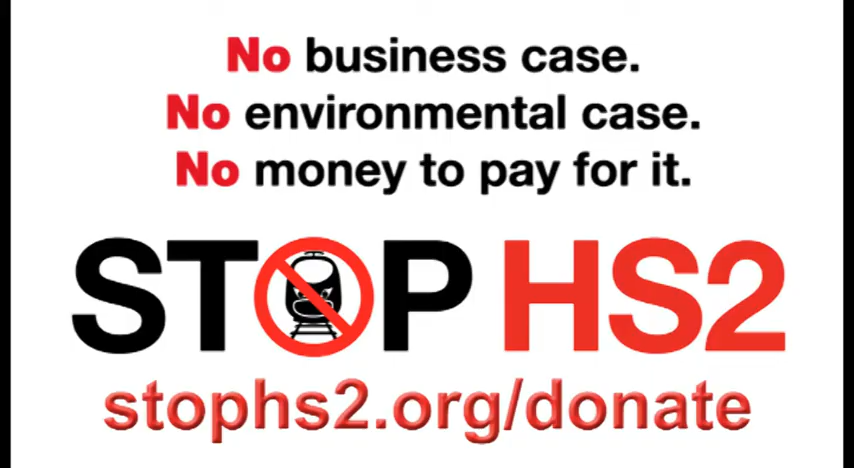 No business case.
No environmental case.
No money to pay for it.
STOP HS2
stophs2.org/donate